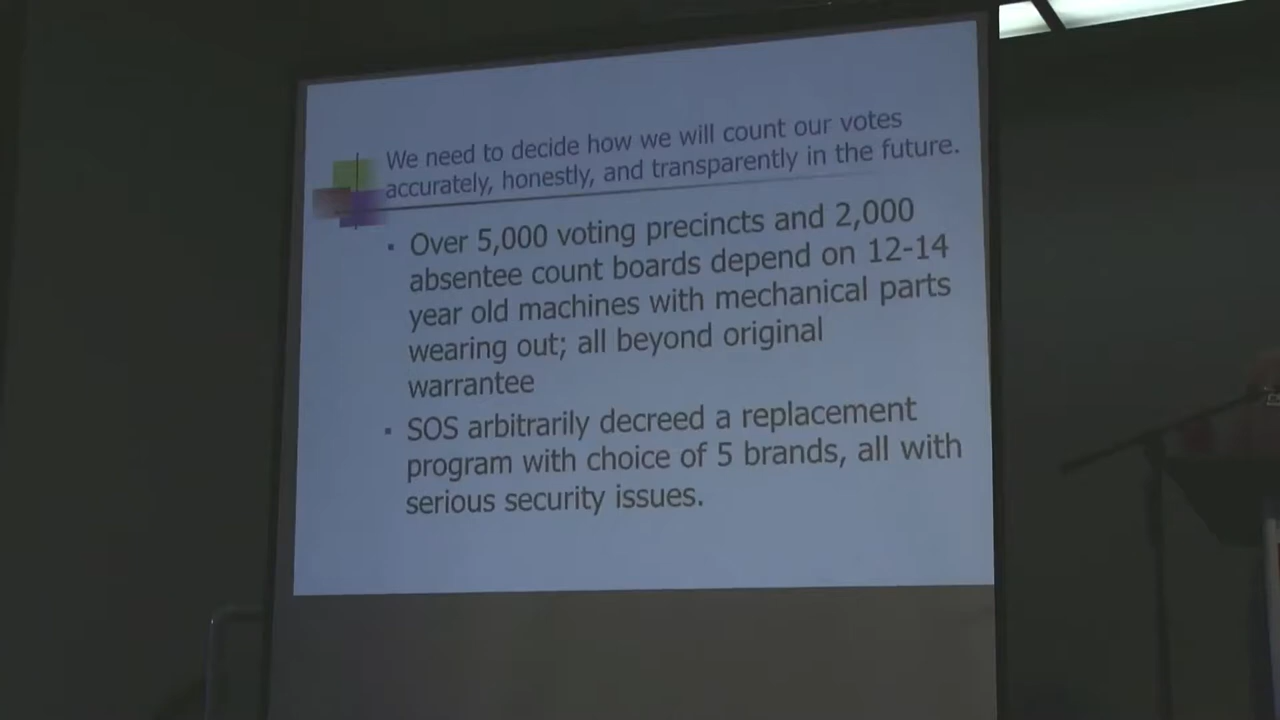 We need to decide how we will count our votes
accurately, honestly, and transparently in the future.
▪ Over 5,000 voting precincts and 2,000
absentee count boards depend on 12-14
year old machines with mechanical parts
wearing out; all beyond original
warrantee
▪ SOS arbitrarily decreed a replacement
program with choice of 5 brands, all with
serious security issues.